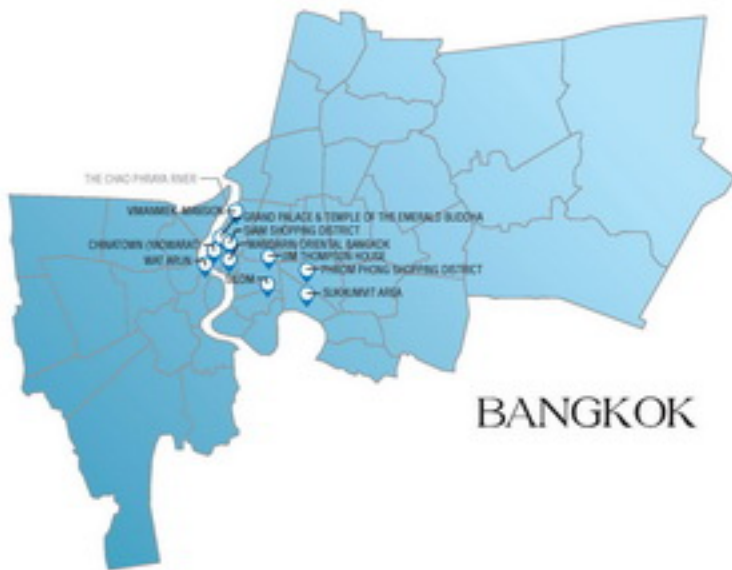 THE CHAO PHRAYA RIVER
VIMANMEK MANSION
GRAND PALACE & TEMPLE OF THE EMERALD BUDDHA
SIAM SHOPPING DISTRICT
CHINATOWN (YAOWARAT)
MANDARIN ORIENTAL BANGKOK
WAT ARUN
JIM THOMPSON HOUSE
PHROM PHONG SHOPPING DISTRICT
SILOM
SUKHUMVIT AREA
BANGKOK